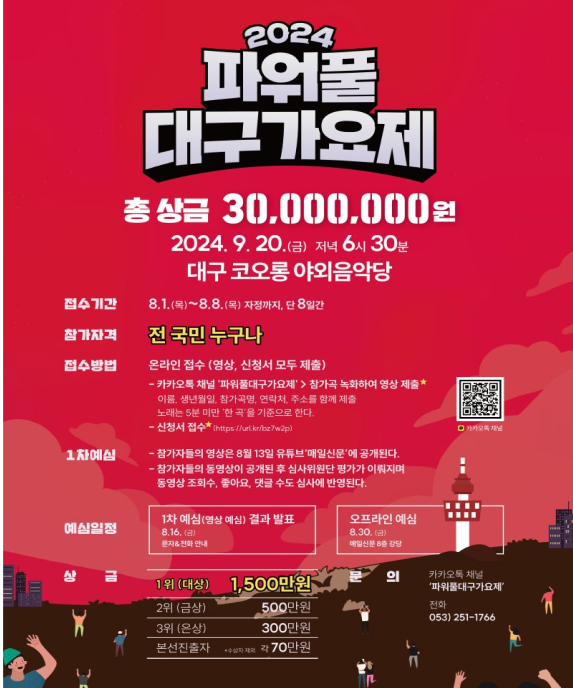 2024
파워풀
대구가요제
총 상금 30,000,000원
2024. 9. 20.(금) 저녁 6시 30분
대구 코오롱 야외음악당
접수기간 8.1.(목)~8.8.(목) 자정까지, 단 8일간
참가자격 전 국민 누구나
접수방법 온라인 접수 (영상, 신청서 모두 제출)
- 카카오톡 채널 '파워풀대구가요제' > 참가곡 녹화하여 영상 제출★
이름, 생년월일, 참가곡명, 연락처, 주소를 함께 제출
노래는 5분 미만 '한 곡'을 기준으로 한다.
- 신청서 접수★(https://url.kr/bz7w2p)
카카오톡 채널
1차예심 - 참가자들의 영상은 8월 13일 유튜브'매일신문'에 공개된다.
- 참가자들의 동영상이 공개된 후 심사위원단 평가가 이뤄지며
동영상 조회수, 좋아요, 댓글 수도 심사에 반영된다.
예심일정
1차 예심(영상 예심) 결과 발표
8.16. (금)
문자&전화 안내
오프라인 예심
8.30. (금)
매일신문 8층 강당
상 금
1위 (대상) 1,500만원
2위 (금상) 500만원
3위 (은상) 300만원
본선진출자 *수상자 제외 각 70만원
문 의
카카오톡 채널
'파워풀대구가요제'
전화
053) 251-1766